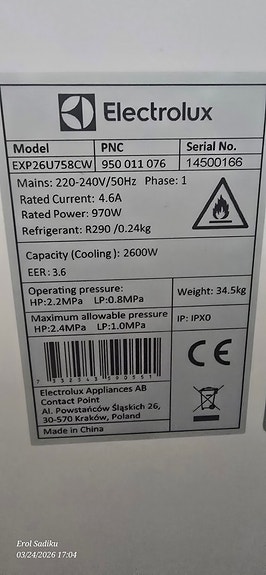 Electrolux
Model PNC Serial No.
EXP26U758CW 950 011 076 14500166
Mains: 220-240V/50Hz Phase: 1
Rated Current: 4.6A
Rated Power: 970W
Refrigerant: R290 /0.24kg
Capacity (Cooling) : 2600W
EER : 3.6
Operating pressure:
HP:2.2MPa LP:0.8MPa
Weight: 34.5kg
Maximum allowable pressure
HP:2.4MPa LP:1.0MPa
IP: IPX0
CE
7 332543 990551
Electrolux Appliances AB
Contact Point
Al. Powstańców Śląskich 26,
30-570 Kraków, Poland
Made in China
Erol Sadiku
03/24/2026 17:04